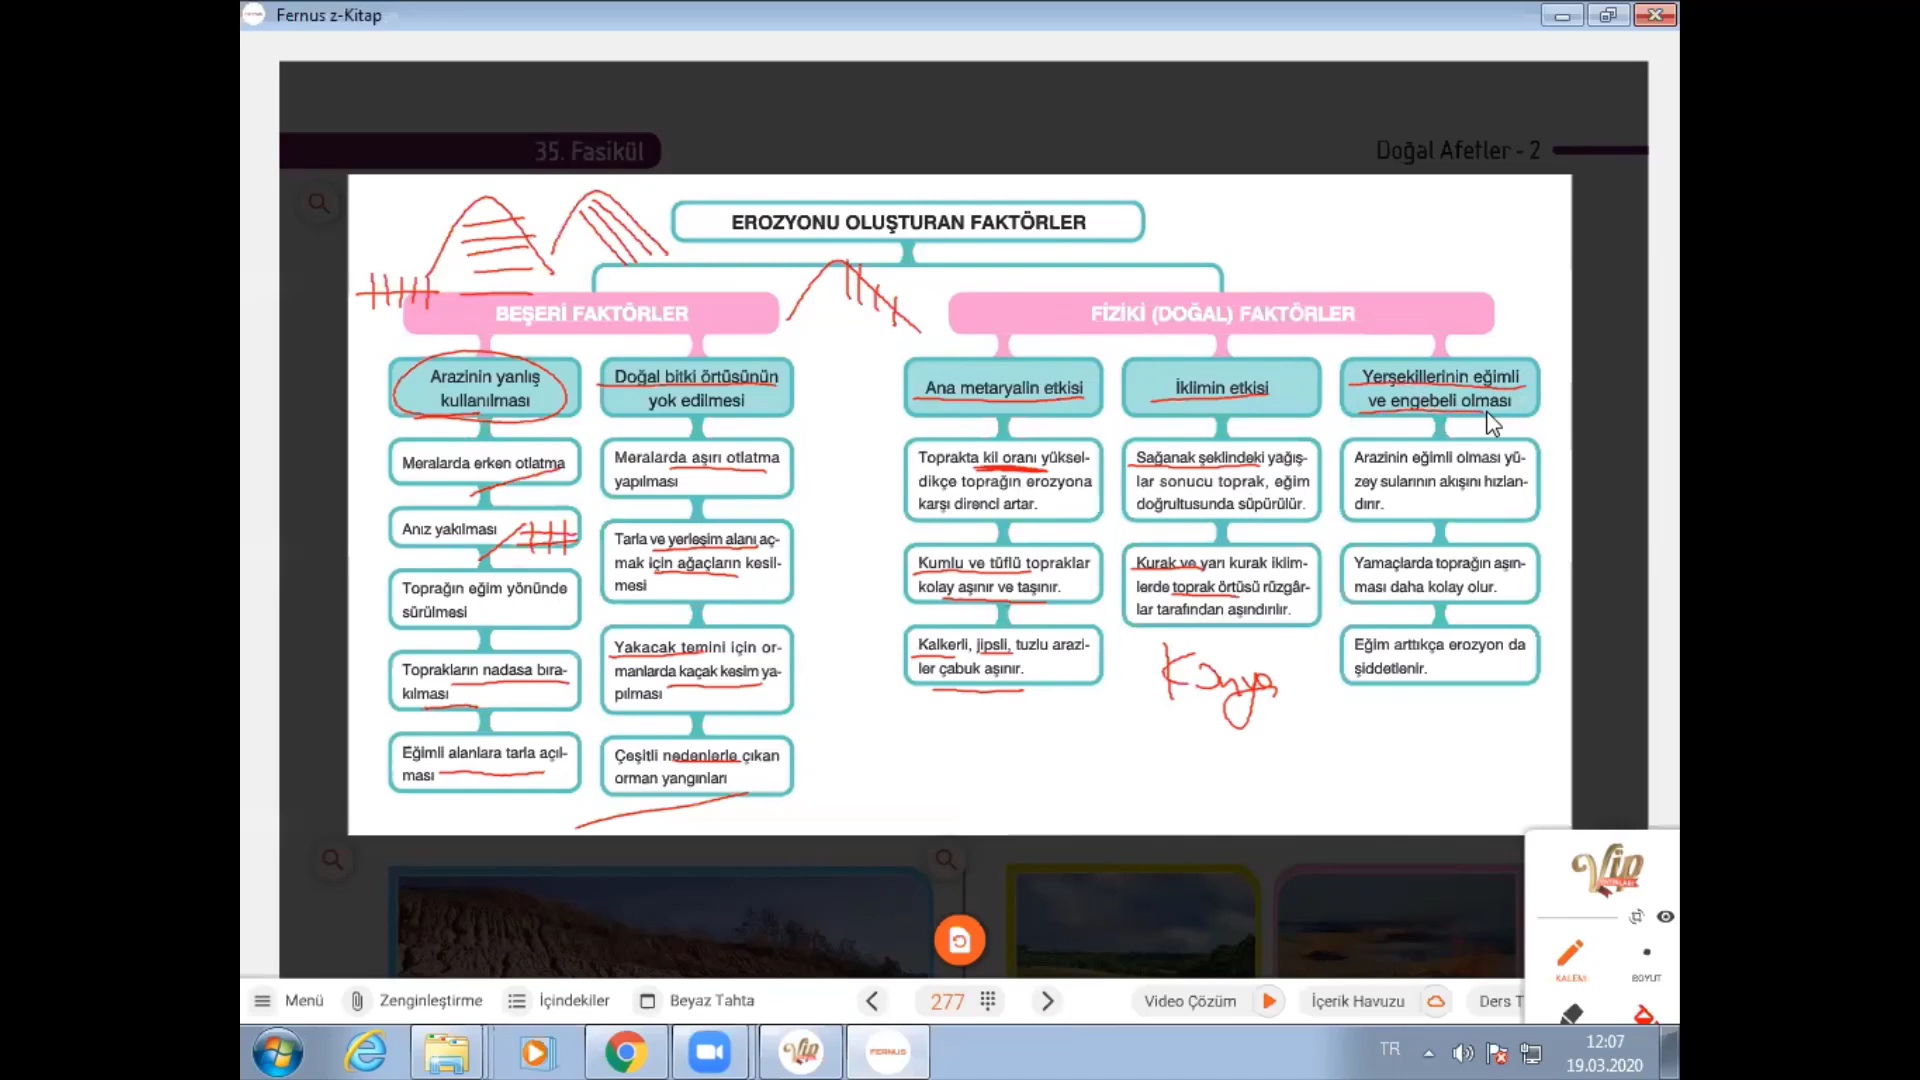 Fernus z-Kitap
35. Fasikül
Doğal Afetler - 2
EROZYONU OLUŞTURAN FAKTÖRLER
BEŞERİ FAKTÖRLER
Arazinin yanlış
kullanılması
Meralarda erken otlatma
Anız yakılması
Toprağın eğim yönünde
sürülmesi
Toprakların nadasa bıra-
kılması
Eğimli alanlara tarla açıl-
ması
Doğal bitki örtüsünün
yok edilmesi
Meralarda aşırı otlatma
yapılması
Tarla ve yerleşim alanı aç-
mak için ağaçların kesil-
mesi
Yakacak temini için or-
manlarda kaçak kesim ya-
pılması
Çeşitli nedenlerle çıkan
orman yangınları
FİZİKİ (DOĞAL) FAKTÖRLER
Ana metaryalin etkisi
Toprakta kil oranı yüksel-
dikçe toprağın erozyona
karşı direnci artar.
Kumlu ve tüflü topraklar
kolay aşınır ve taşınır.
Kalkerli, jipsli, tuzlu arazi-
ler çabuk aşınır.
İklimin etkisi
Sağanak şeklindeki yağış-
lar sonucu toprak, eğim
doğrultusunda süpürülür.
Kurak ve yarı kurak iklim-
lerde toprak örtüsü rüzgâr-
lar tarafından aşındırılır.
Konya
Yerşekillerinin eğimli
ve engebeli olması
Arazinin eğimli olması yü-
zey sularının akışını hızlan-
dırır.
Yamaçlarda toprağın aşın-
ması daha kolay olur.
Eğim arttıkça erozyon da
şiddetlenir.
Vip
YAYINLARI
KALEM
BOYUT
Menü
Zenginleştirme
İçindekiler
Beyaz Tahta
277
Video Çözüm
İçerik Havuzu
Ders T
Vip
FERNUS
TR
12:07
19.03.2020